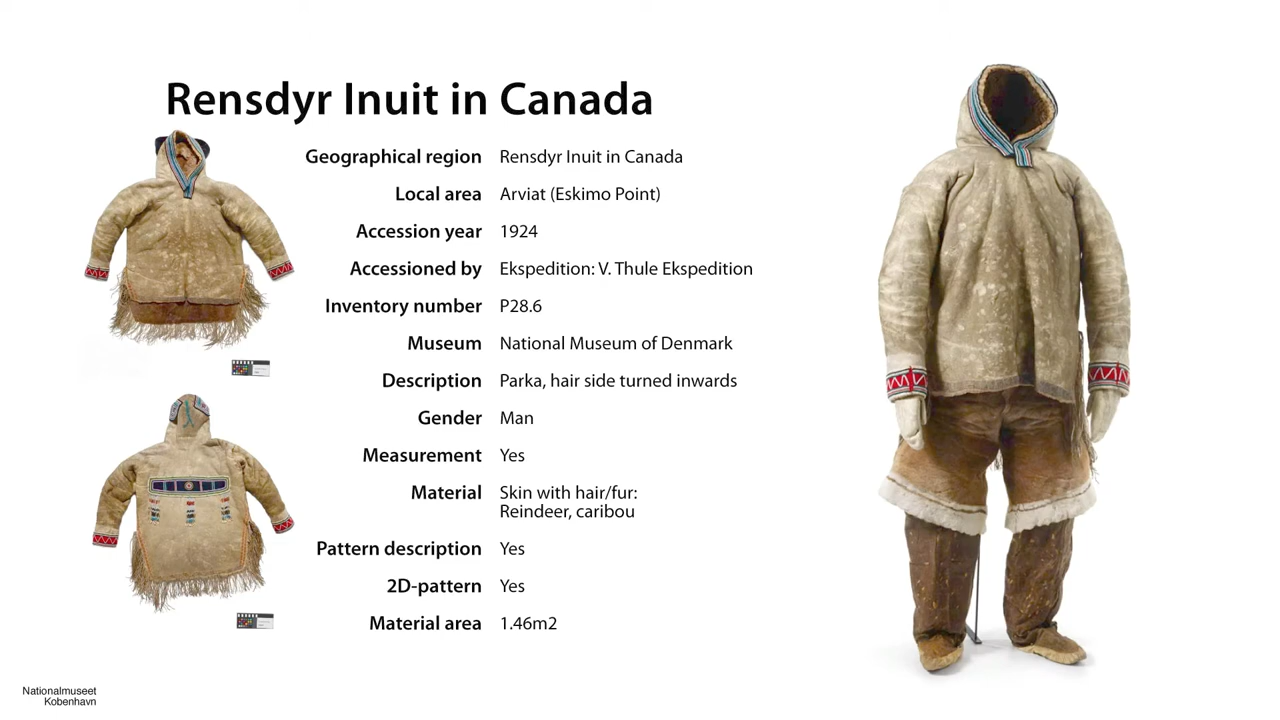 Rensdyr Inuit in Canada
Geographical region Rensdyr Inuit in Canada
Local area Arviat (Eskimo Point)
Accession year 1924
Accessioned by Ekspedition: V. Thule Ekspedition
Inventory number P28.6
Museum National Museum of Denmark
Description Parka, hair side turned inwards
Gender Man
Measurement Yes
Material Skin with hair/fur:
Reindeer, caribou
Pattern description Yes
2D-pattern Yes
Material area 1.46m2
Nationalmuseet
Kobenhavn